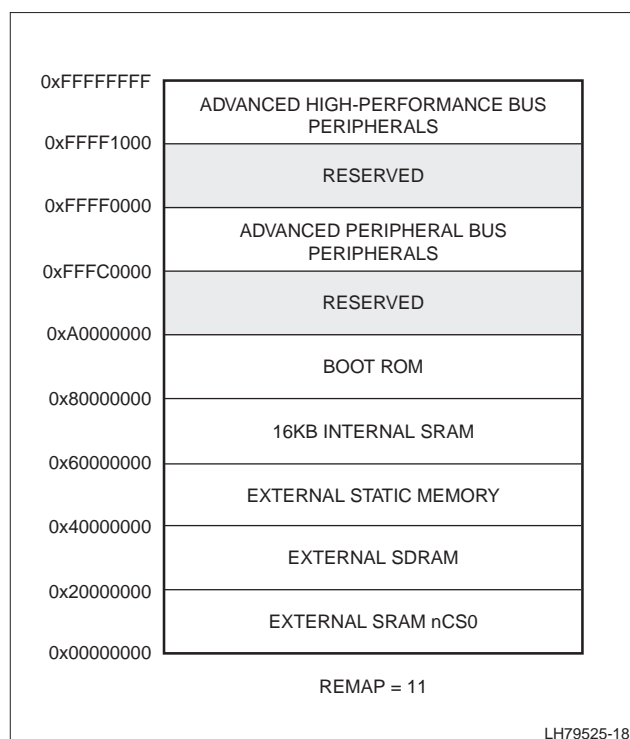 0xFFFFFFFF
ADVANCED HIGH-PERFORMANCE BUS
PERIPHERALS
0xFFFF1000
RESERVED
0xFFFF0000
ADVANCED PERIPHERAL BUS
PERIPHERALS
0xFFFC0000
RESERVED
0xA0000000
BOOT ROM
0x80000000
16KB INTERNAL SRAM
0x60000000
EXTERNAL STATIC MEMORY
0x40000000
EXTERNAL SDRAM
0x20000000
EXTERNAL SRAM nCS0
0x00000000
REMAP = 11
LH79525-18